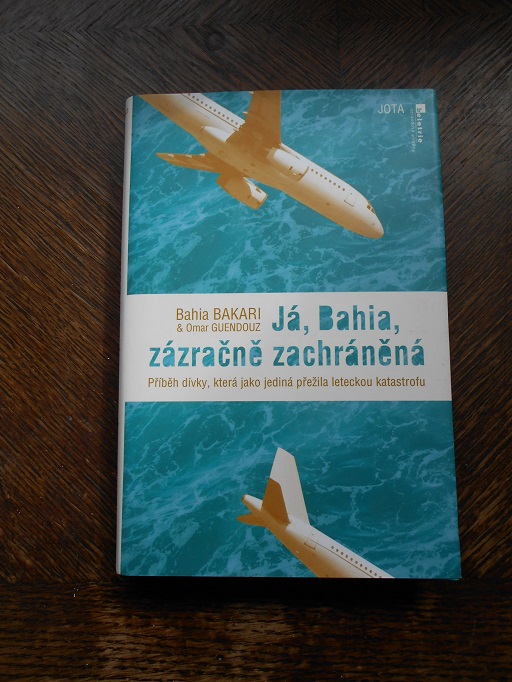 JOTA
Bahia BAKARI
& Omar GUENDOUZ
Já, Bahia,
zázračně zachráněná
Příběh dívky, která jako jediná přežila leteckou katastrofu